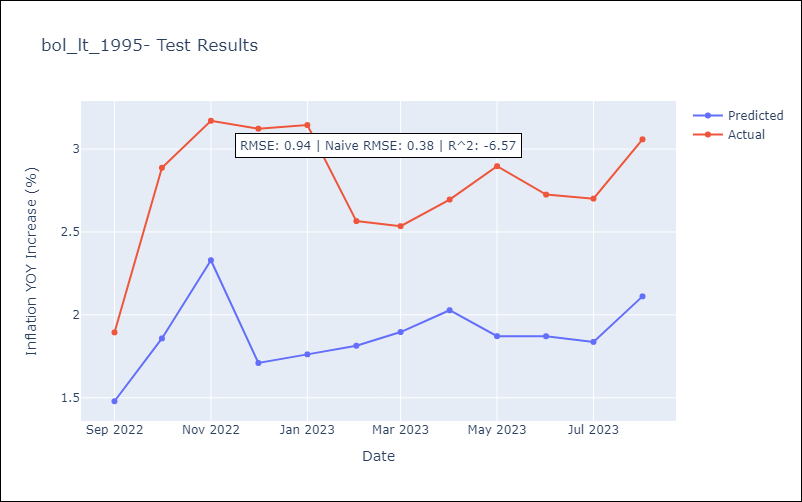 bol_lt_1995- Test Results
Predicted
Actual
RMSE: 0.94 | Naive RMSE: 0.38 | R^2: -6.57
Inflation YOY Increase (%)
3
2.5
2
1.5
Sep 2022 Nov 2022 Jan 2023 Mar 2023 May 2023 Jul 2023
Date